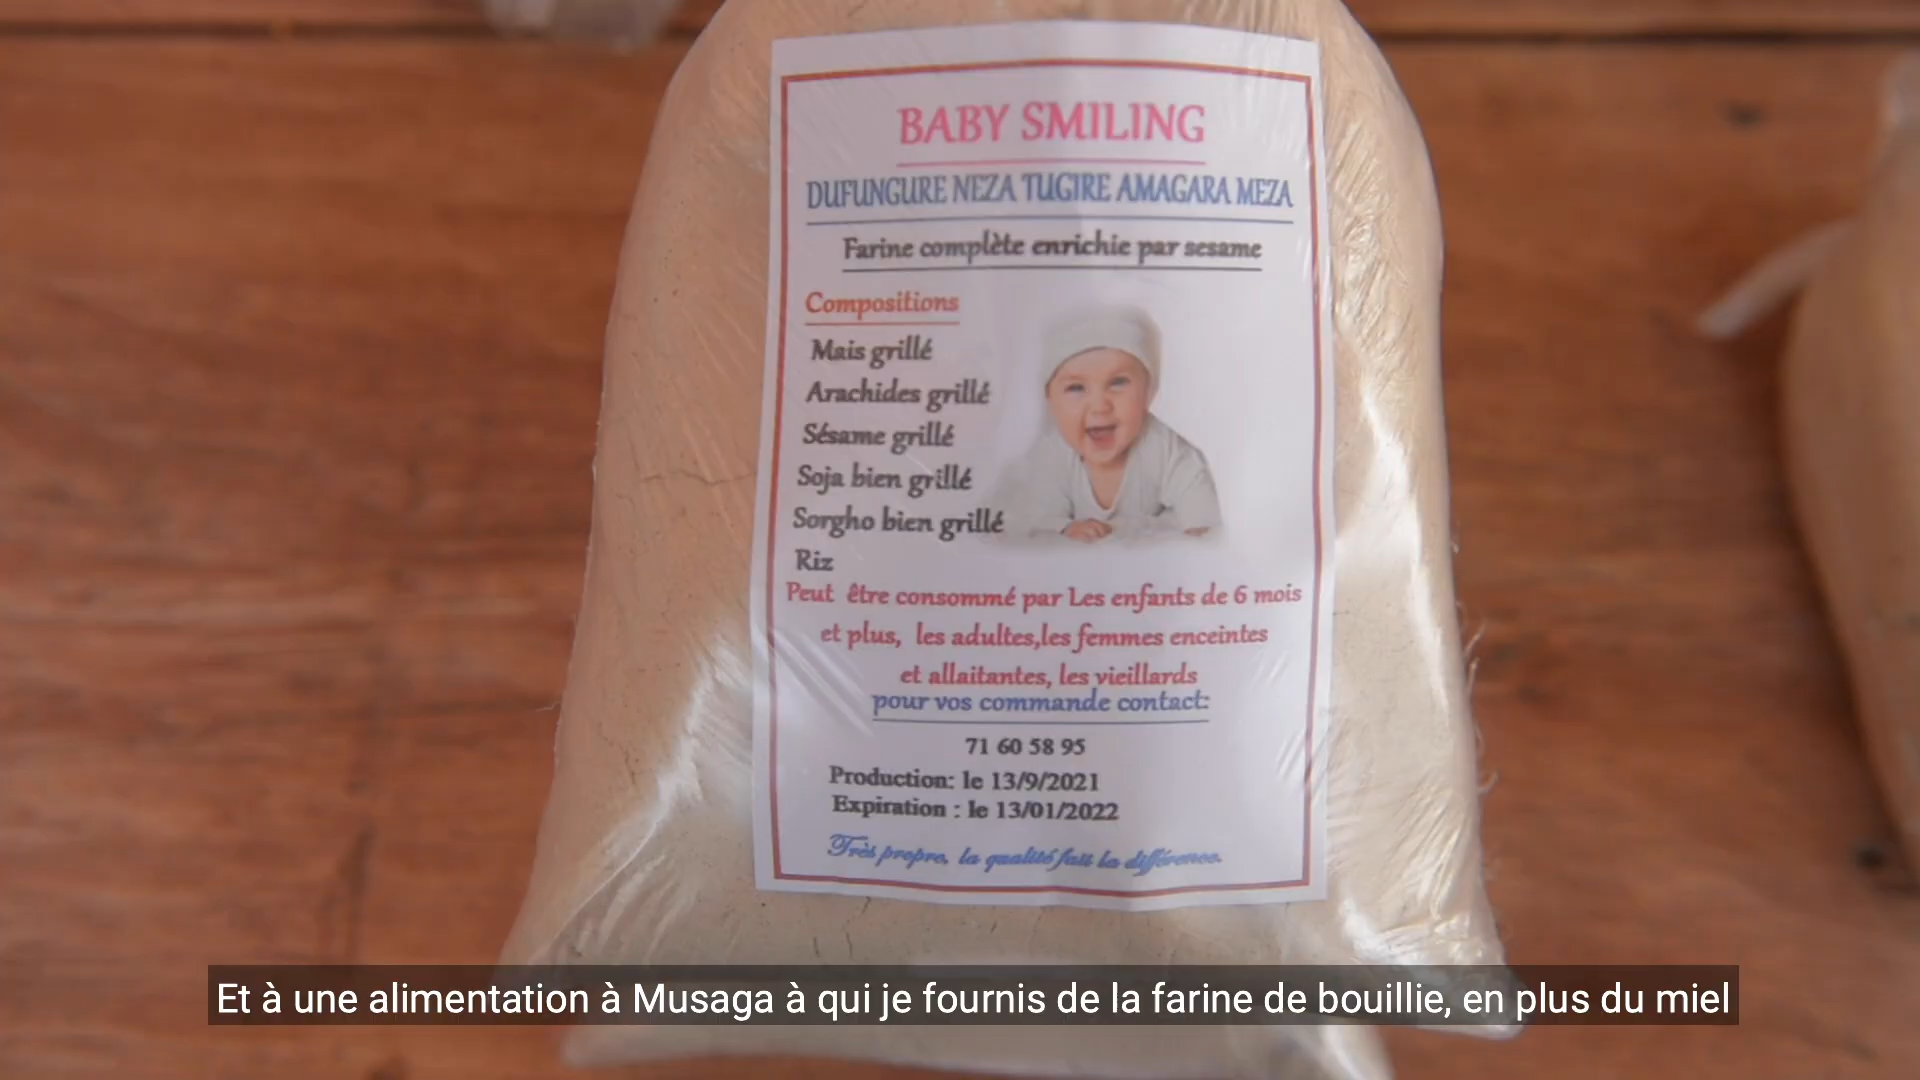 BABY SMILING
DUFUNGURE NEZA TUGIRE AMAGARA MEZA
Farine complète enrichie par sesame
Compositions
Mais grillé
Arachides grillé
Sésame grillé
Soja bien grillé
Sorgho bien grillé
Riz
Peut être consommé par Les enfants de 6 mois
et plus, les adultes,les femmes enceintes
et allaitantes, les vieillards
pour vos commande contact:
71 60 58 95
Production: le 13/9/2021
Expiration : le 13/01/2022
Très propre, la qualité fait la différence.
Et à une alimentation à Musaga à qui je fournis de la farine de bouillie, en plus du miel